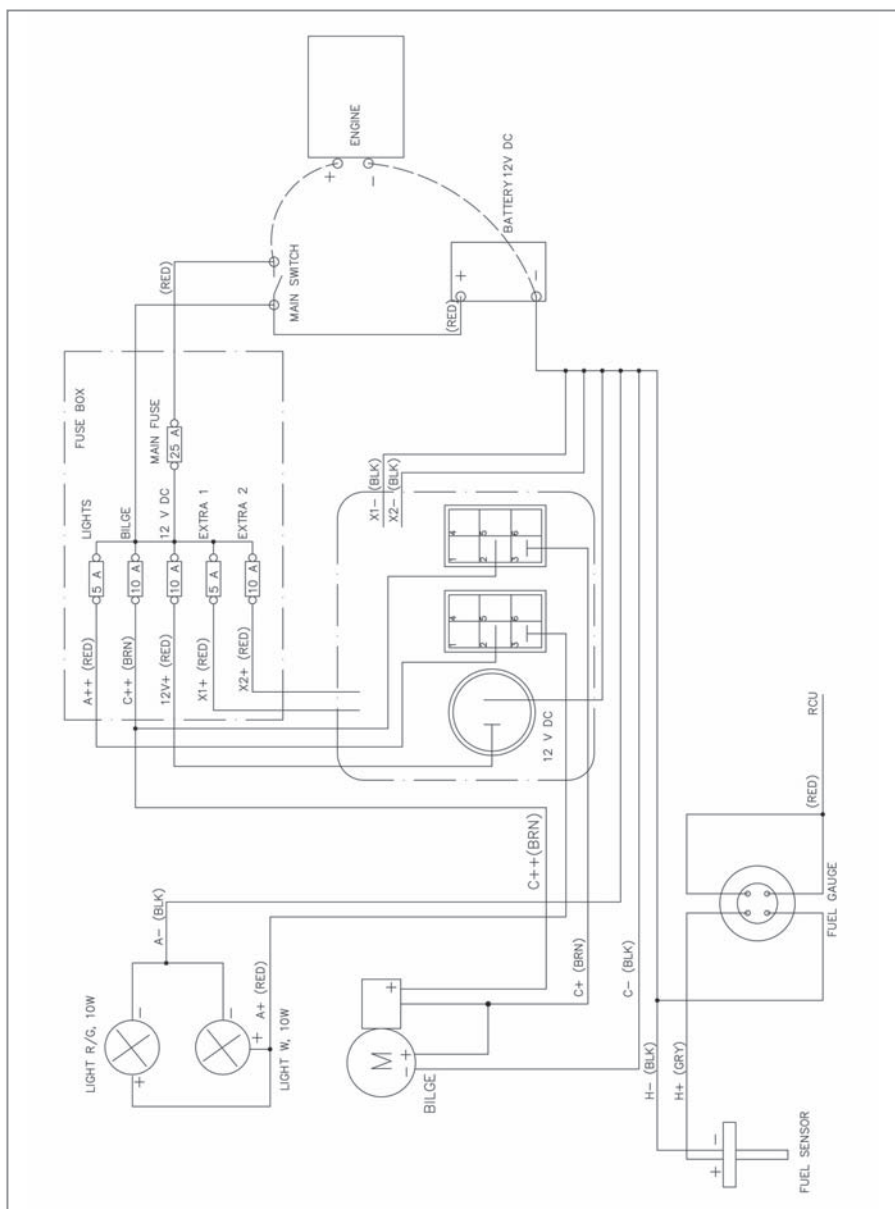 ENGINE
+
−
BATTERY 12V DC
+
−
(RED)
MAIN SWITCH
(RED)
FUSE BOX
MAIN FUSE
25 A
LIGHTS
BILGE
12 V DC
EXTRA 1
EXTRA 2
5 A
10 A
10 A
5 A
10 A
A++ (RED)
C++ (BRN)
12V+ (RED)
X1+ (RED)
X2+ (RED)
X1- (BLK)
X2- (BLK)
1 4
2 5
3 6
1 4
2 5
3 6
12 V DC
C++(BRN)
A- (BLK)
A+ (RED)
C+ (BRN)
C- (BLK)
LIGHT R/G, 10W
+
−
LIGHT W, 10W
+
−
M
+
−
+
BILGE
H- (BLK)
H+ (GRY)
FUEL GAUGE
(RED)
RCU
+
−
FUEL SENSOR